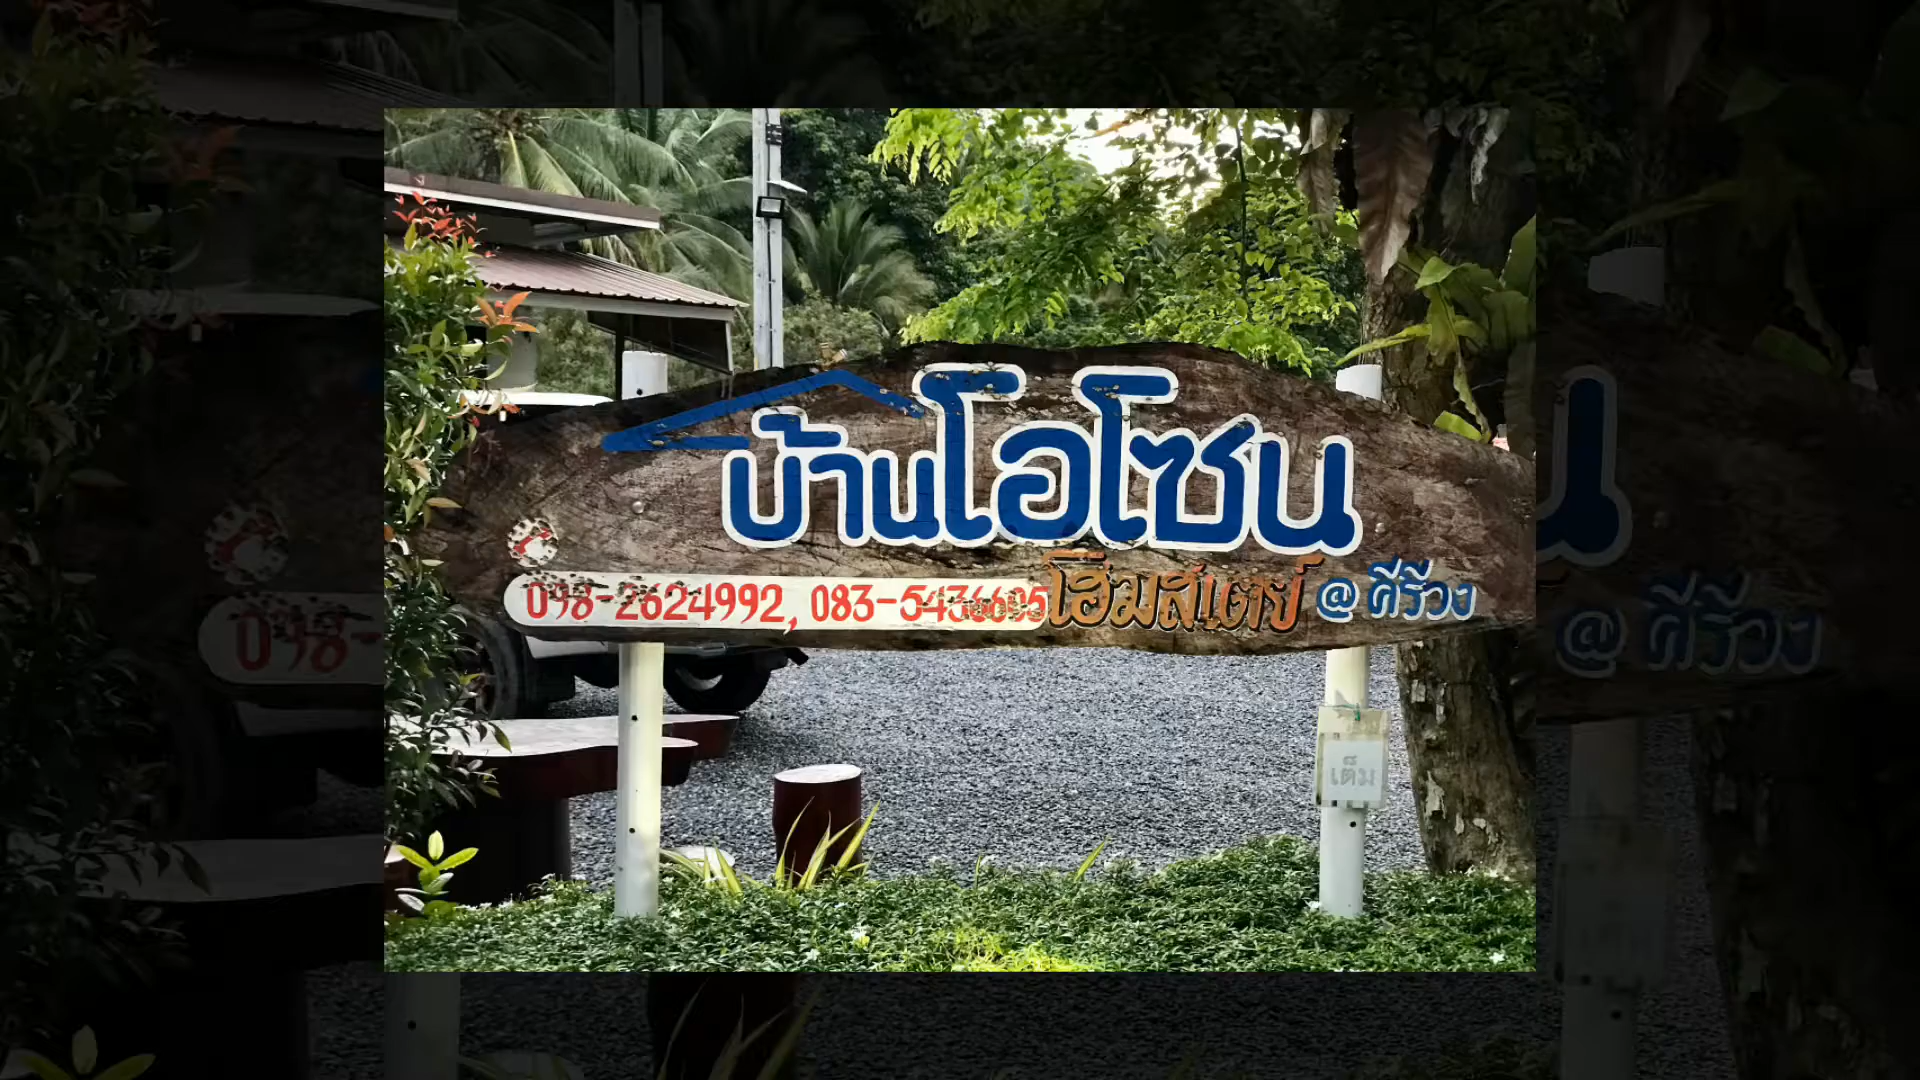 บ้านโอโซน
098-2624992, 083-5436605 โฮมสเตย์ @ คีรีวง
เต็ม